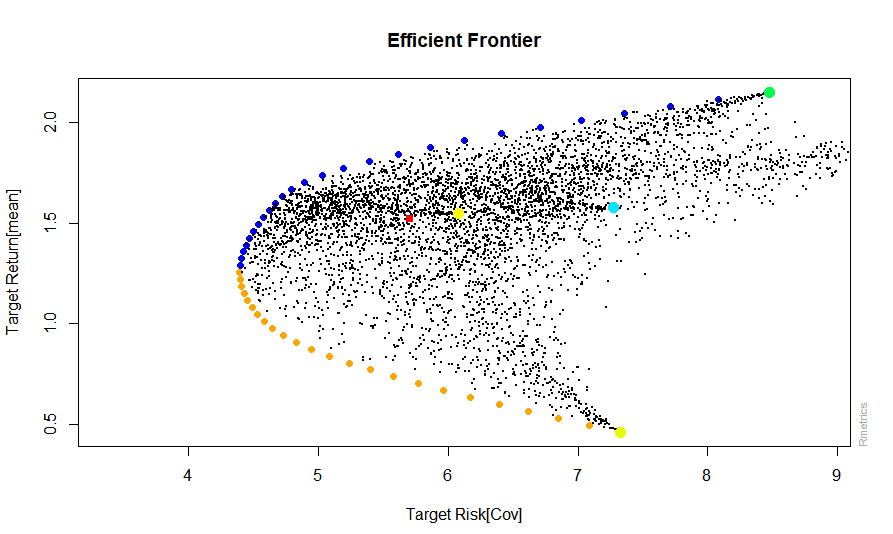 Efficient Frontier
Target Return[mean]
2.0
1.5
1.0
0.5
4 5 6 7 8 9
Target Risk[Cov]
Rmetrics